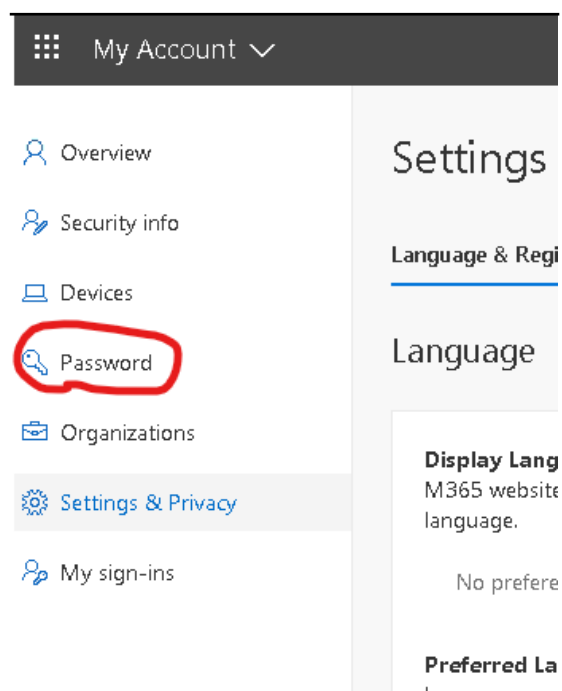 My Account
Overview
Security info
Devices
Password
Organizations
Settings & Privacy
My sign-ins
Settings
Language & Regi
Language
Display Lang
M365 website
language.
No prefere
Preferred La